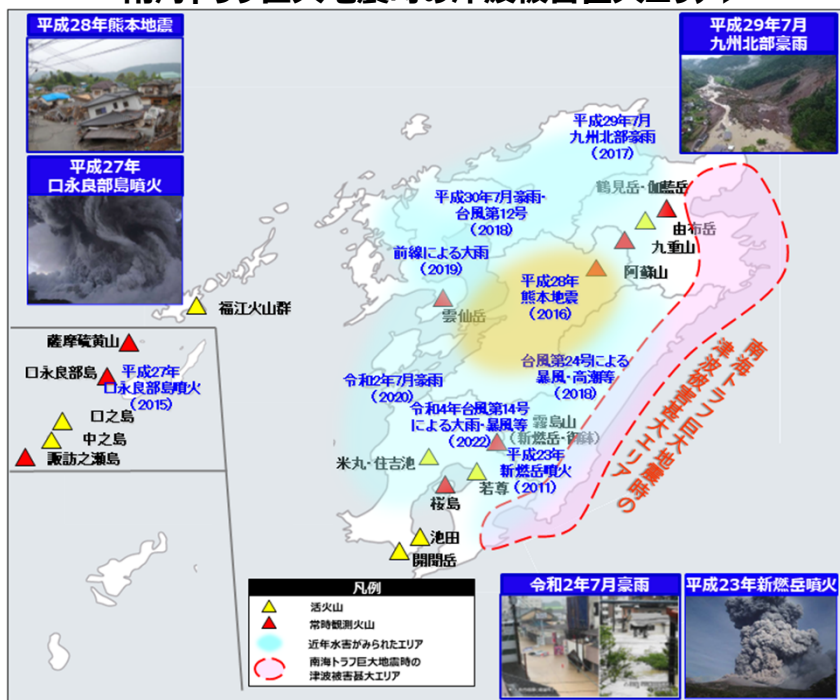 平成28年熊本地震
平成29年7月
九州北部豪雨
平成27年
口永良部島噴火
平成29年7月
九州北部豪雨
(2017)
鶴見岳・伽藍岳
由布岳
九重山
阿蘇山
平成30年7月豪雨・
台風第12号
(2018)
前線による大雨
(2019)
雲仙岳
平成28年
熊本地震
(2016)
福江火山群
薩摩硫黄山
口永良部島
平成27年
口永良部島噴火
(2015)
口之島
中之島
諏訪之瀬島
台風第24号による
暴風・高潮等
(2018)
令和2年7月豪雨
(2020)
令和4年台風第14号
による大雨・暴風等
(2022)
霧島山
(新燃岳・御鉢)
平成23年
新燃岳噴火
(2011)
米丸・住吉池
若尊
桜島
池田
開聞岳
南海トラフ巨大地震時の
津波被害甚大エリア
凡例
活火山
常時観測火山
近年水害がみられたエリア
南海トラフ巨大地震時の
津波被害甚大エリア
令和2年7月豪雨
平成23年新燃岳噴火